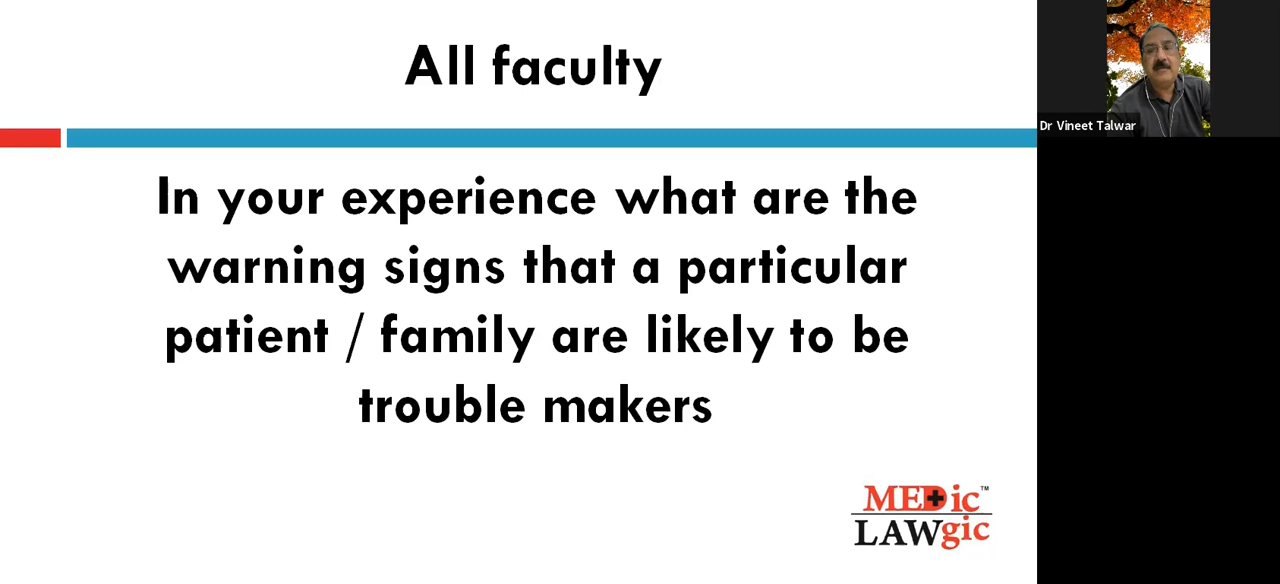 All faculty
In your experience what are the
warning signs that a particular
patient / family are likely to be
trouble makers
MEDic™
LAWgic
Dr Vineet Talwar